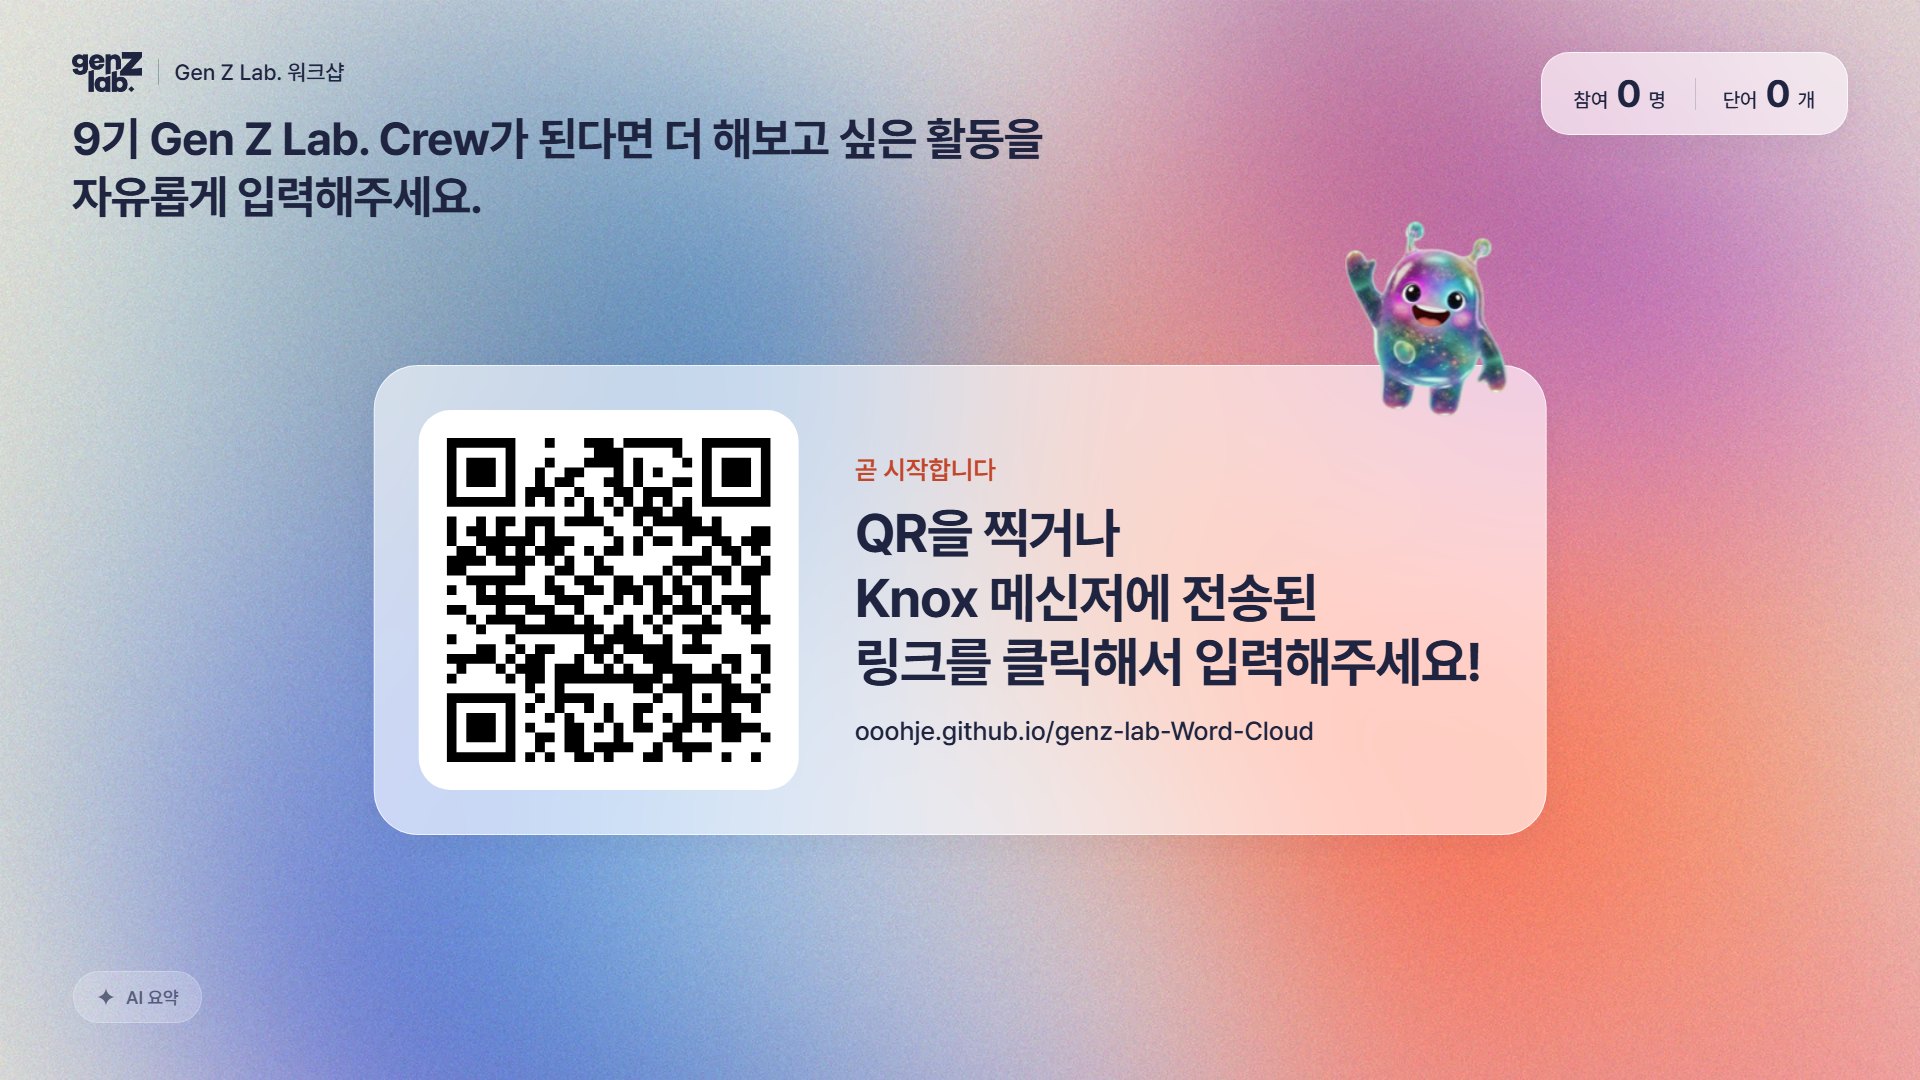 genZ
lab.
Gen Z Lab. 워크샵
참여 0 명
단어 0 개
9기 Gen Z Lab. Crew가 된다면 더 해보고 싶은 활동을
자유롭게 입력해주세요.
곧 시작합니다
QR을 찍거나
Knox 메신저에 전송된
링크를 클릭해서 입력해주세요!
ooohje.github.io/genz-lab-Word-Cloud
AI 요약